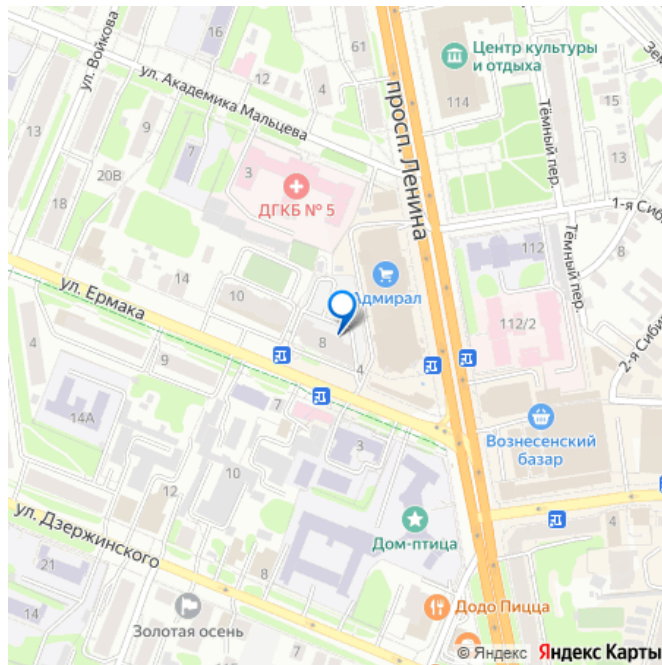 ул. Войкова
16
61
Центр культуры
и отдыха
12
4
ул. Академика Мальцева
114
просп. Ленина
Тёмный пер.
13
9
7
3
15
20В
13
ДГКБ № 5
18
1-я Сиб
112
Тёмный пер.
8
14
Адмирал
ул. Ермака
10
112/2
8
4
4
2-я Сибир
7
14А
Вознесенский
базар
3
10
12
ул. Дзержинского
4
Дом-птица
21
8
Додо Пицца
14
Золотая осень
© Яндекс Яндекс Карты